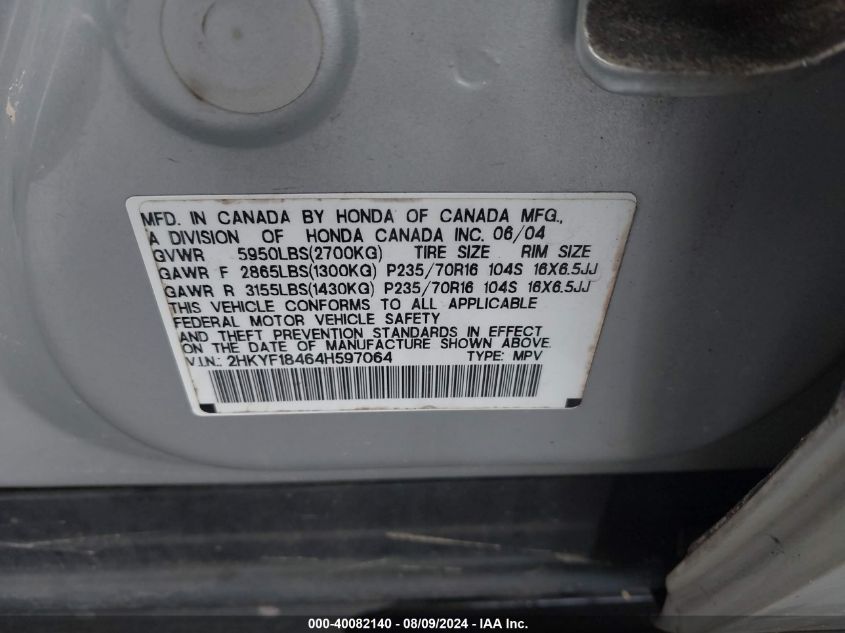 MFD. IN CANADA BY HONDA OF CANADA MFG.,
A DIVISION OF HONDA CANADA INC. 06/04
GVWR 5950LBS(2700KG) TIRE SIZE RIM SIZE
GAWR F 2865LBS(1300KG) P235/70R16 104S 16X6.5JJ
GAWR R 3155LBS(1430KG) P235/70R16 104S 16X6.5JJ
THIS VEHICLE CONFORMS TO ALL APPLICABLE
FEDERAL MOTOR VEHICLE SAFETY
AND THEFT PREVENTION STANDARDS IN EFFECT
ON THE DATE OF MANUFACTURE SHOWN ABOVE.
V.I.N.: 2HKYF18464H597064 TYPE: MPV
000-40082140 - 08/09/2024 - IAA Inc.